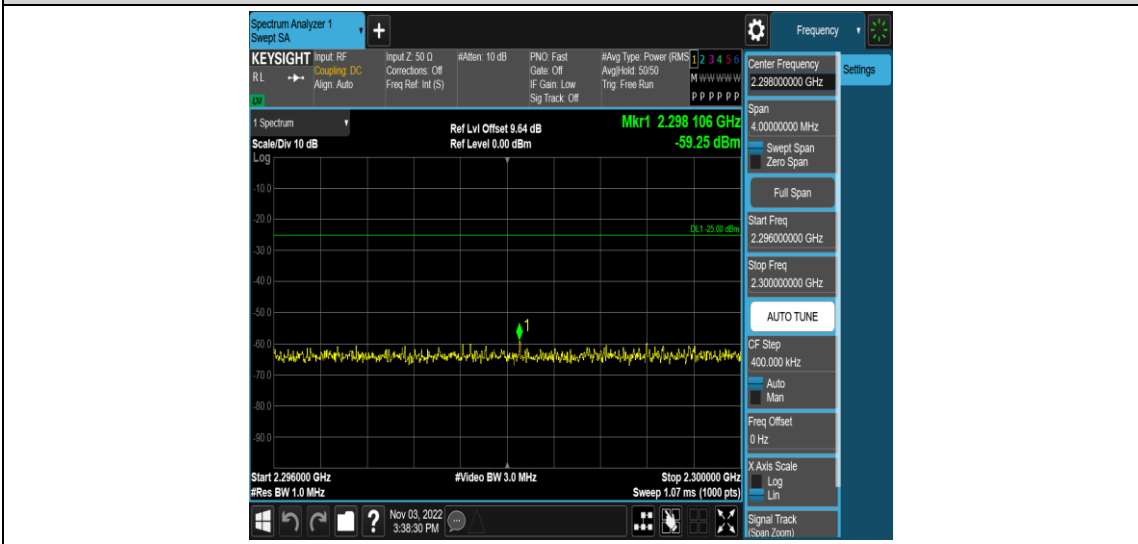 Spectrum Analyzer 1
Swept SA
+
Frequency
KEYSIGHT
RL
LXI
Input: RF
Coupling: DC
Align: Auto
Input Z: 50 Ω
Corrections: Off
Freq Ref: Int (S)
#Atten: 10 dB
PNO: Fast
Gate: Off
IF Gain: Low
Sig Track: Off
#Avg Type: Power (RMS
Avg|Hold: 50/50
Trig: Free Run
1 2 3 4 5 6
M W W W W W
P P P P P P
1 Spectrum
Scale/Div 10 dB
Log
Ref Lvl Offset 9.64 dB
Ref Level 0.00 dBm
Mkr1 2.298 106 GHz
-59.25 dBm
-10.0
-20.0
DL1 -25.00 dBm
-30.0
-40.0
-50.0
1
-60.0
-70.0
-80.0
-90.0
Start 2.296000 GHz
#Video BW 3.0 MHz
Stop 2.300000 GHz
#Res BW 1.0 MHz
Sweep 1.07 ms (1000 pts)
?
Nov 03, 2022
3:38:30 PM
Center Frequency
2.298000000 GHz
Settings
Span
4.00000000 MHz
Swept Span
Zero Span
Full Span
Start Freq
2.296000000 GHz
Stop Freq
2.300000000 GHz
AUTO TUNE
CF Step
400.000 kHz
Auto
Man
Freq Offset
0 Hz
X Axis Scale
Log
Lin
Signal Track
(Span Zoom)